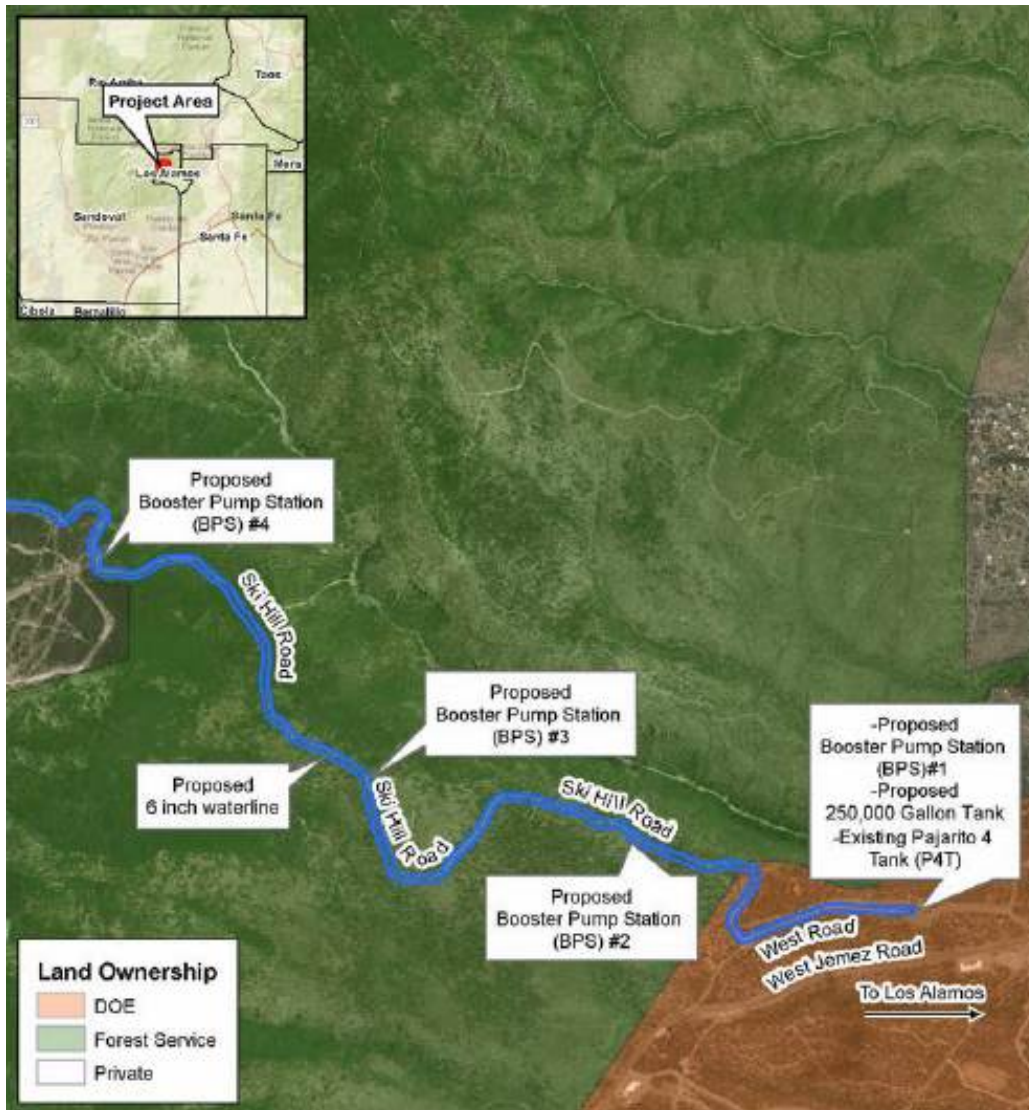 Taos
Project Area
Los Alamos
Mora
Sandoval
Santa Fe
Santa Fe
Cibola
Bernalillo
Proposed
Booster Pump Station
(BPS) #4
Ski Hill Road
Proposed
Booster Pump Station
(BPS) #3
-Proposed
Booster Pump Station
(BPS)#1
-Proposed
250,000 Gallon Tank
-Existing Pajarito 4
Tank (P4T)
Proposed
6 inch waterline
Ski Hill Road
Ski Hill Road
Proposed
Booster Pump Station
(BPS) #2
West Road
West Jemez Road
To Los Alamos
Land Ownership
DOE
Forest Service
Private